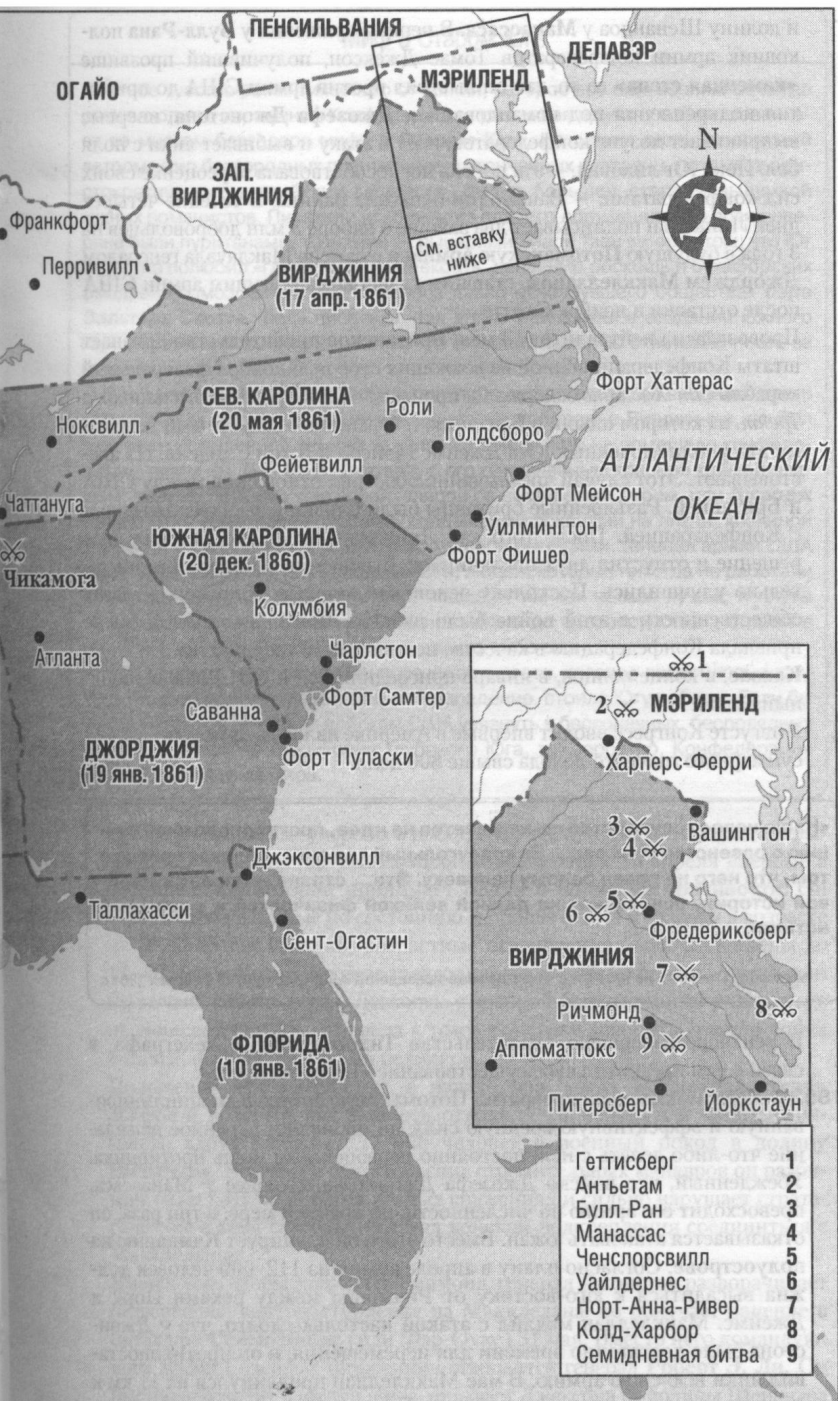 ПЕНСИЛЬВАНИЯ
ДЕЛАВЭР
МЭРИЛЕНД
ОГАЙО
ЗАП.
ВИРДЖИНИЯ
N
Франкфорт
Перривилл
См. вставку
ниже
ВИРДЖИНИЯ
(17 апр. 1861)
Форт Хаттерас
СЕВ. КАРОЛИНА
(20 мая 1861)
Роли
Ноксвилл
Голдсборо
Фейетвилл
АТЛАНТИЧЕСКИЙ
ОКЕАН
Форт Мейсон
Чаттануга
Уилмингтон
Форт Фишер
ЮЖНАЯ КАРОЛИНА
(20 дек. 1860)
Чикамога
Колумбия
Атланта
Чарлстон
Форт Самтер
Саванна
Форт Пуласки
ДЖОРДЖИЯ
(19 янв. 1861)
Джэксонвилл
Таллахасси
Сент-Огастин
ФЛОРИДА
(10 янв. 1861)
1
2
МЭРИЛЕНД
Харперс-Ферри
3
Вашингтон
4
5
6
Фредериксберг
ВИРДЖИНИЯ
7
Ричмонд
8
9
Аппоматтокс
Питерсберг
Йоркстаун
Геттисберг 1
Антьетам 2
Булл-Ран 3
Манассас 4
Ченслорсвилл 5
Уайлдернес 6
Норт-Анна-Ривер 7
Колд-Харбор 8
Семидневная битва 9